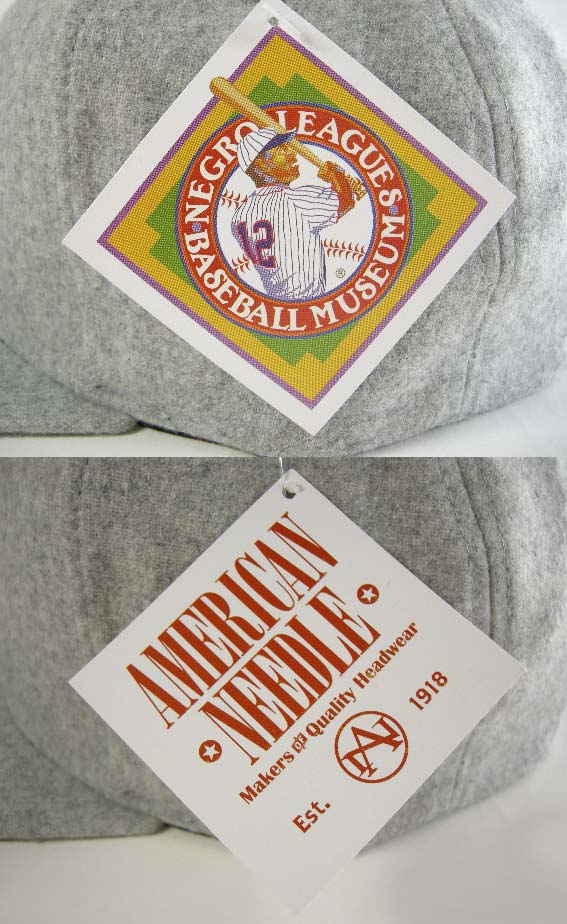 NEGRO LEAGUES
BASEBALL MUSEUM
12
®
AMERICAN
NEEDLE
Makers of Quality Headwear
Est. 1918